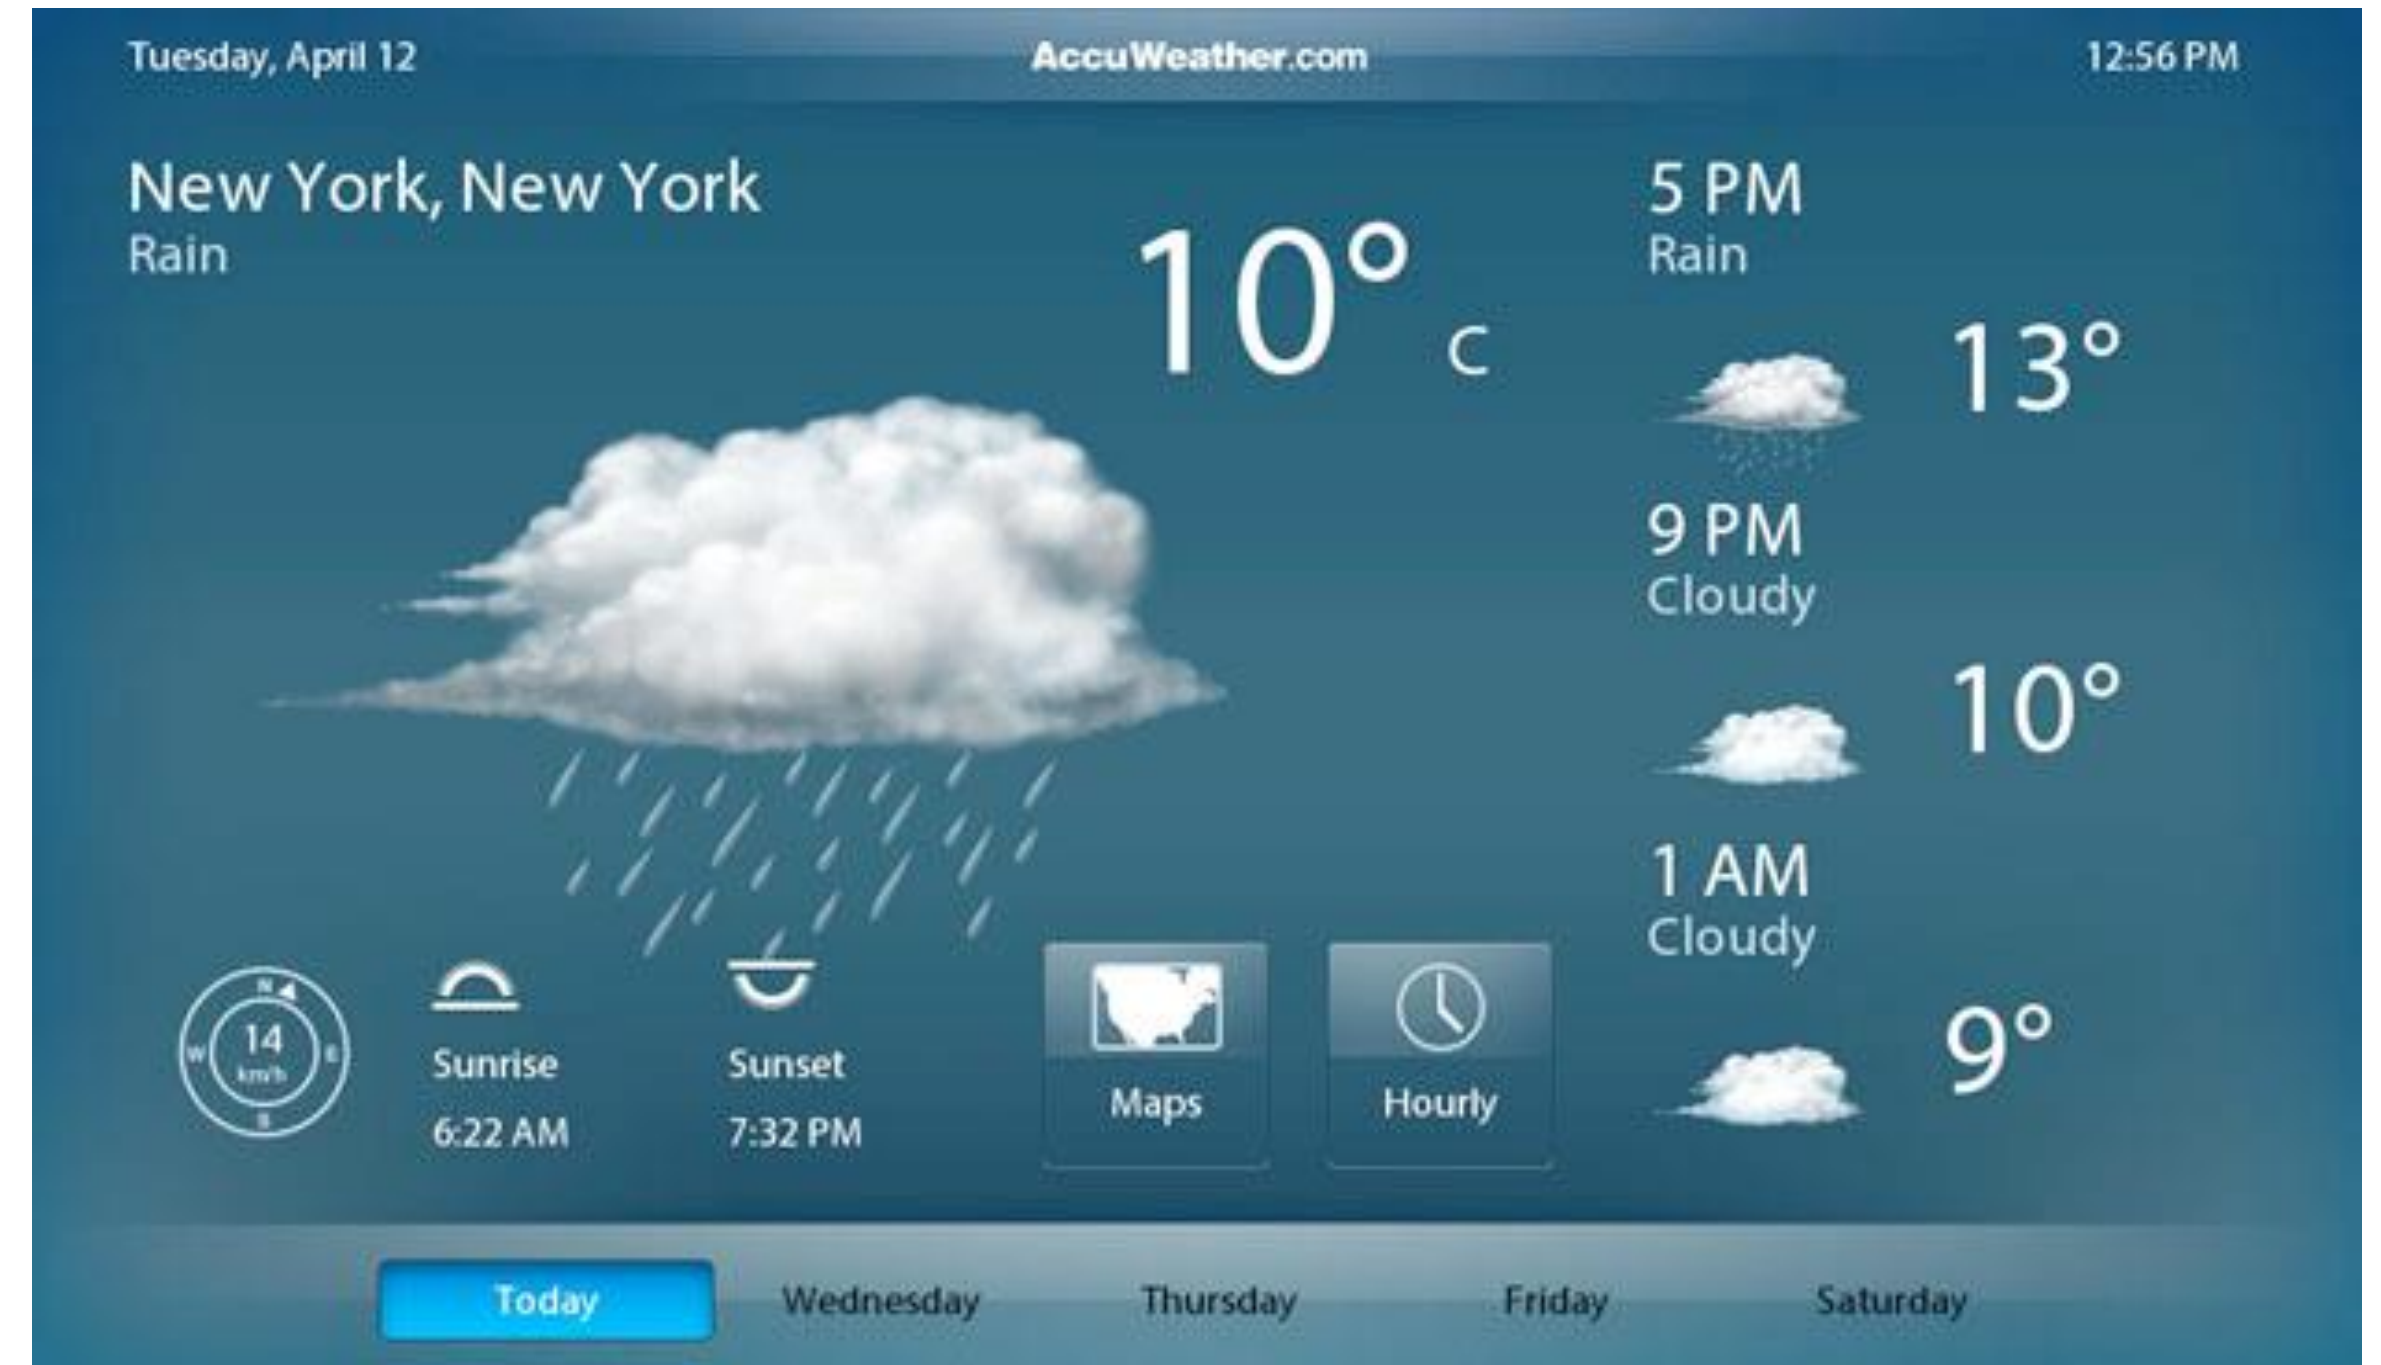 Tuesday, April 12
AccuWeather.com
12:56 PM
New York, New York
Rain
10°
C
5 PM
Rain
13°
9 PM
Cloudy
10°
1 AM
Cloudy
9°
N
W
14
km/h
E
S
Sunrise
6:22 AM
Sunset
7:32 PM
Maps
Hourly
Today
Wednesday
Thursday
Friday
Saturday